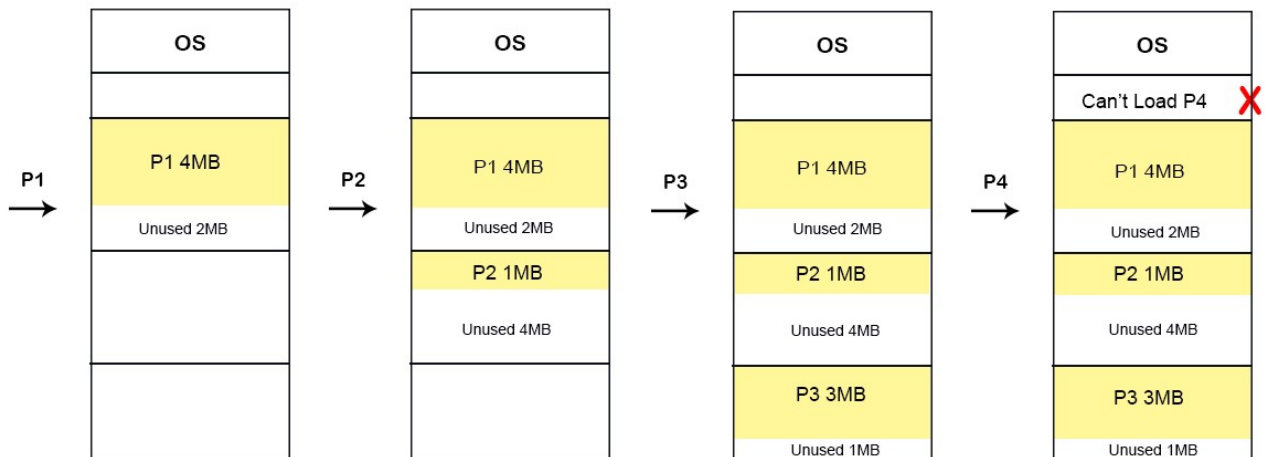 P1
OS
P1 4MB
Unused 2MB
P2
OS
P1 4MB
Unused 2MB
P2 1MB
Unused 4MB
P3
OS
P1 4MB
Unused 2MB
P2 1MB
Unused 4MB
P3 3MB
Unused 1MB
P4
OS
Can't Load P4
P1 4MB
Unused 2MB
P2 1MB
Unused 4MB
P3 3MB
Unused 1MB